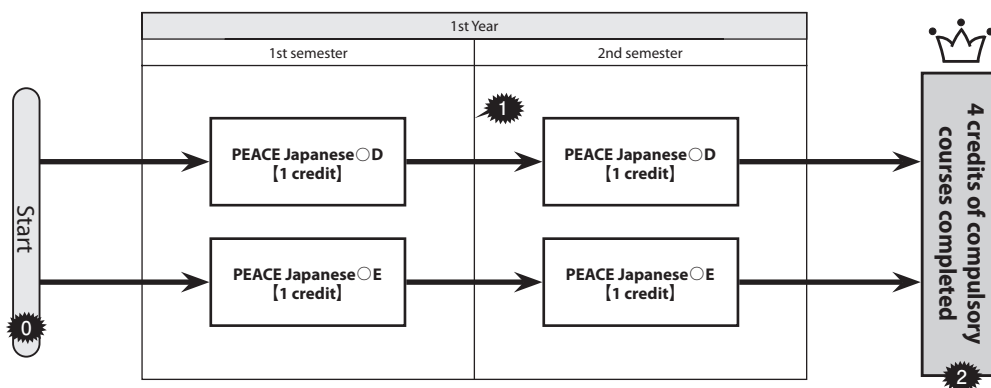 1st Year
1st semester
2nd semester
Start
0
1
PEACE Japanese○D
【1 credit】
PEACE Japanese○D
【1 credit】
PEACE Japanese○E
【1 credit】
PEACE Japanese○E
【1 credit】
4 credits of compulsory
courses completed
2